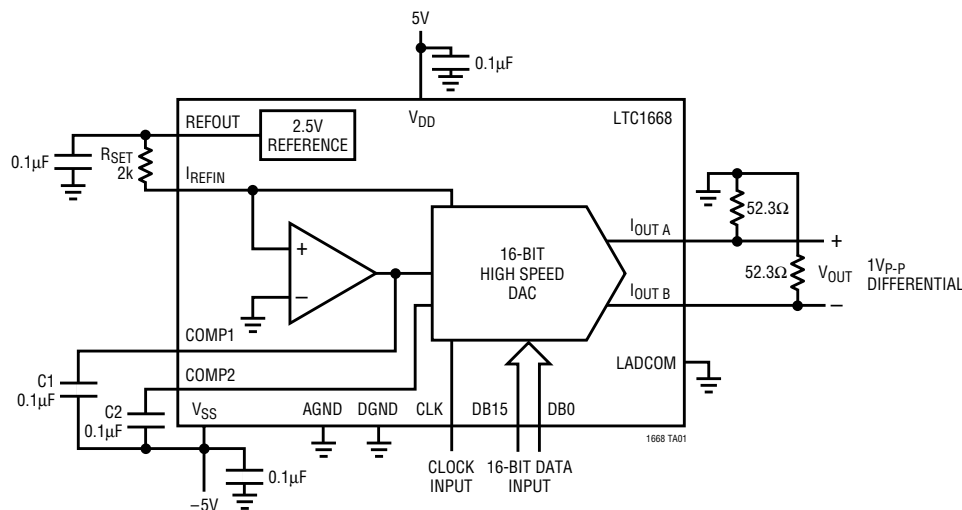 5V
0.1µF
V_DD
LTC1668
REFOUT
2.5V
REFERENCE
0.1µF
R_SET
2k
I_REFIN
+
−
16-BIT
HIGH SPEED
DAC
I_OUT A
52.3Ω
+
52.3Ω
V_OUT
1V_P-P
DIFFERENTIAL
I_OUT B
−
COMP1
C1
0.1µF
COMP2
C2
0.1µF
LADCOM
V_SS
AGND
DGND
CLK
DB15
DB0
1668 TA01
0.1µF
−5V
CLOCK
INPUT
16-BIT DATA
INPUT